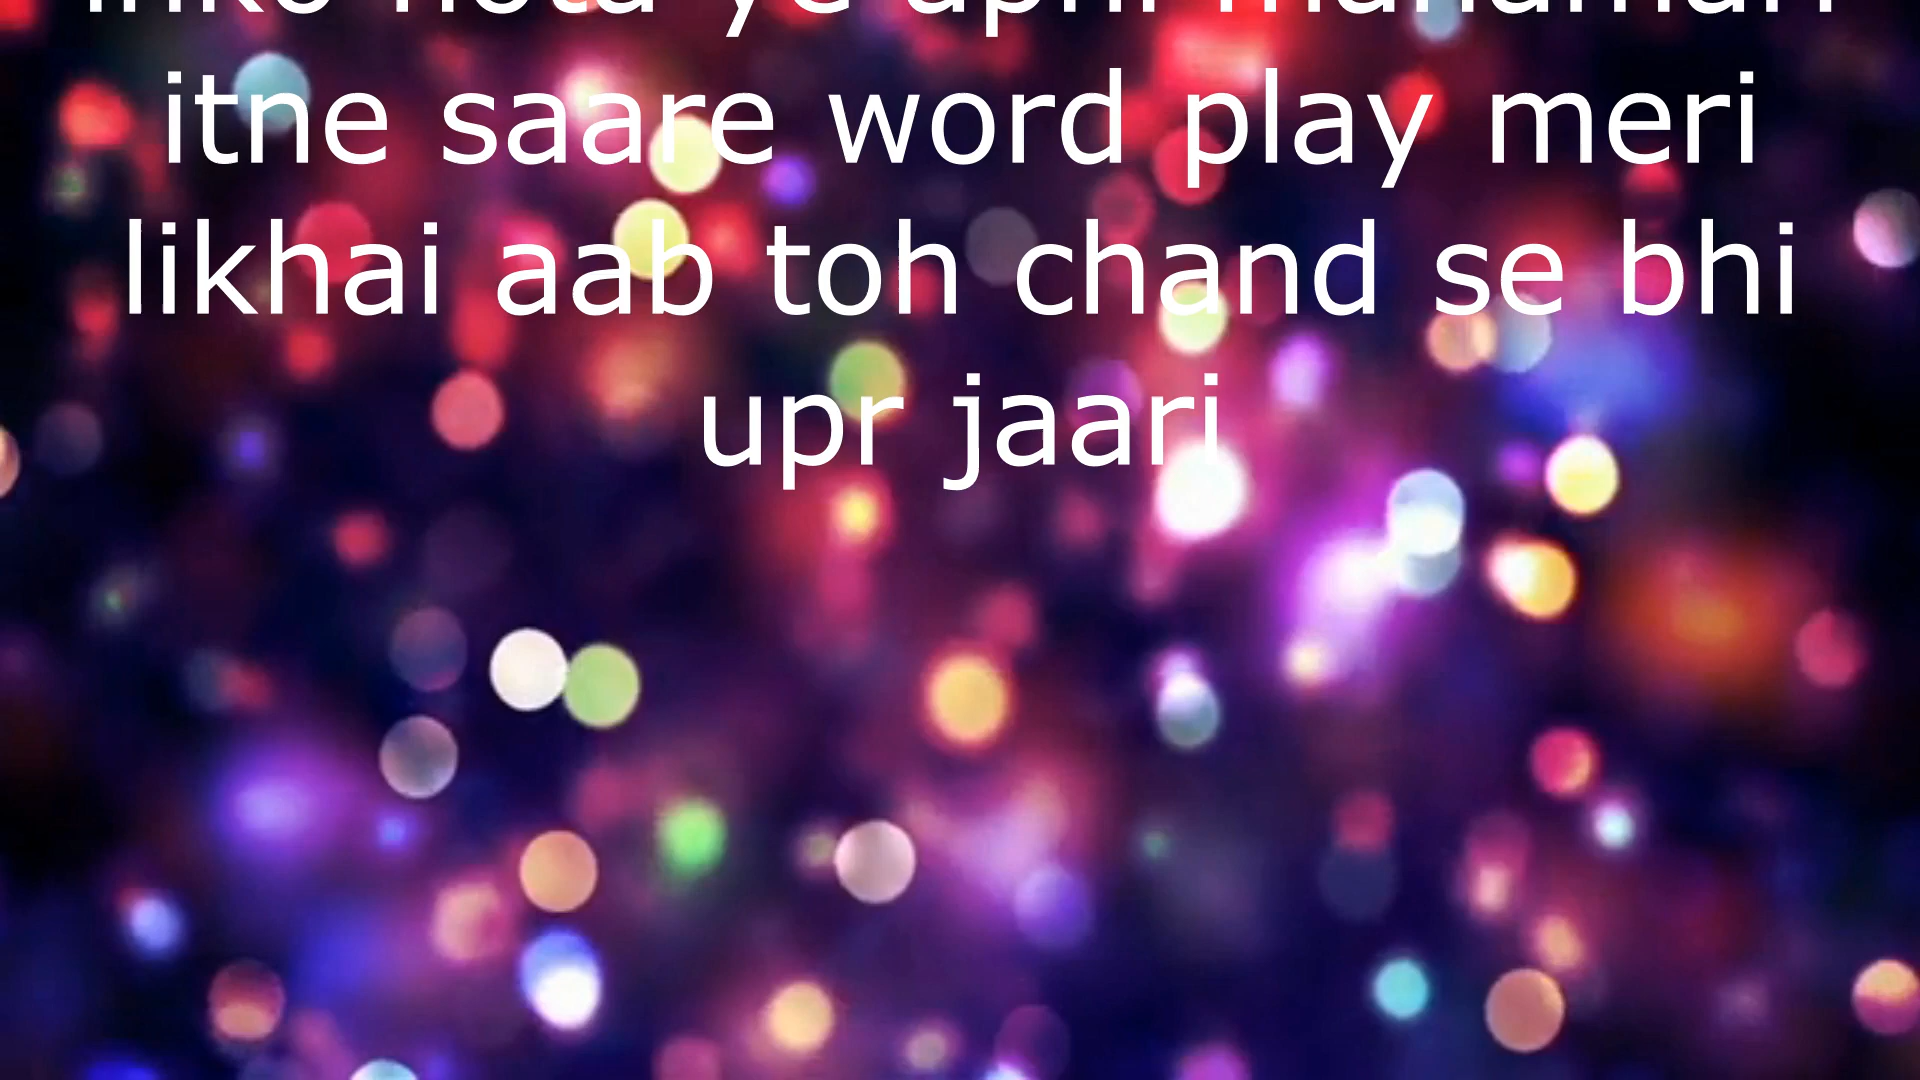 itne saare word play meri
likhai aab toh chand se bhi
upr jaari